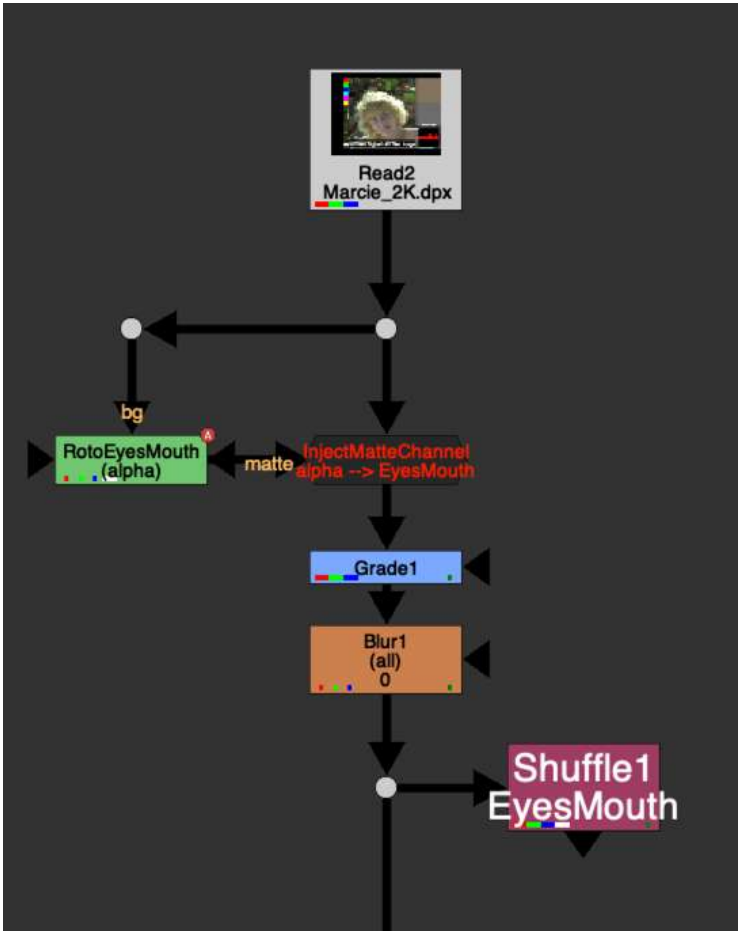 Read2
Marcie_2K.dpx
bg
A
RotoEyesMouth
(alpha)
matte
InjectMatteChannel
alpha --> EyesMouth
Grade1
Blur1
(all)
0
Shuffle1
EyesMouth